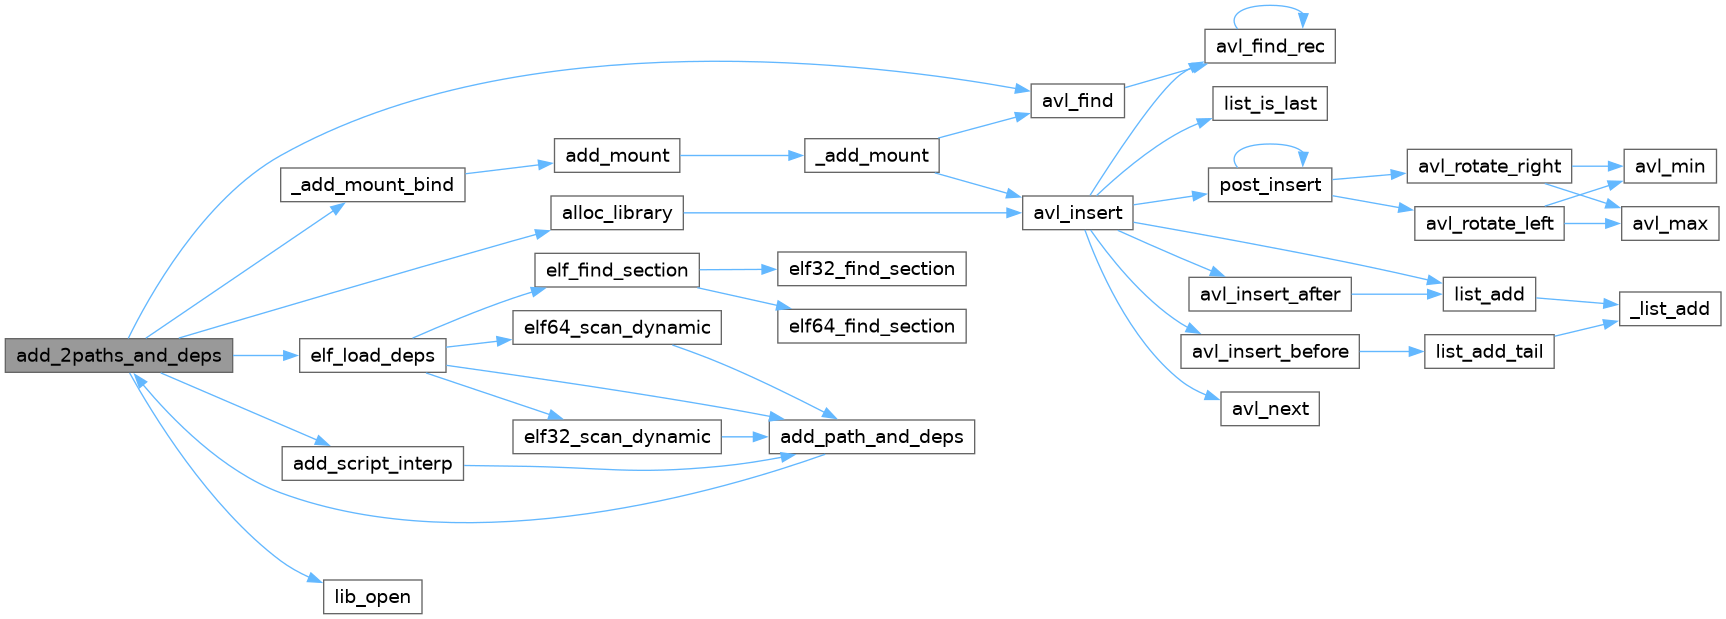 add_2paths_and_deps
_add_mount_bind
alloc_library
elf_load_deps
add_script_interp
lib_open
add_mount
elf_find_section
elf64_scan_dynamic
elf32_scan_dynamic
_add_mount
elf32_find_section
elf64_find_section
add_path_and_deps
avl_find
avl_insert
avl_find_rec
list_is_last
post_insert
avl_insert_after
avl_insert_before
avl_next
avl_rotate_right
avl_rotate_left
list_add
list_add_tail
avl_min
avl_max
_list_add